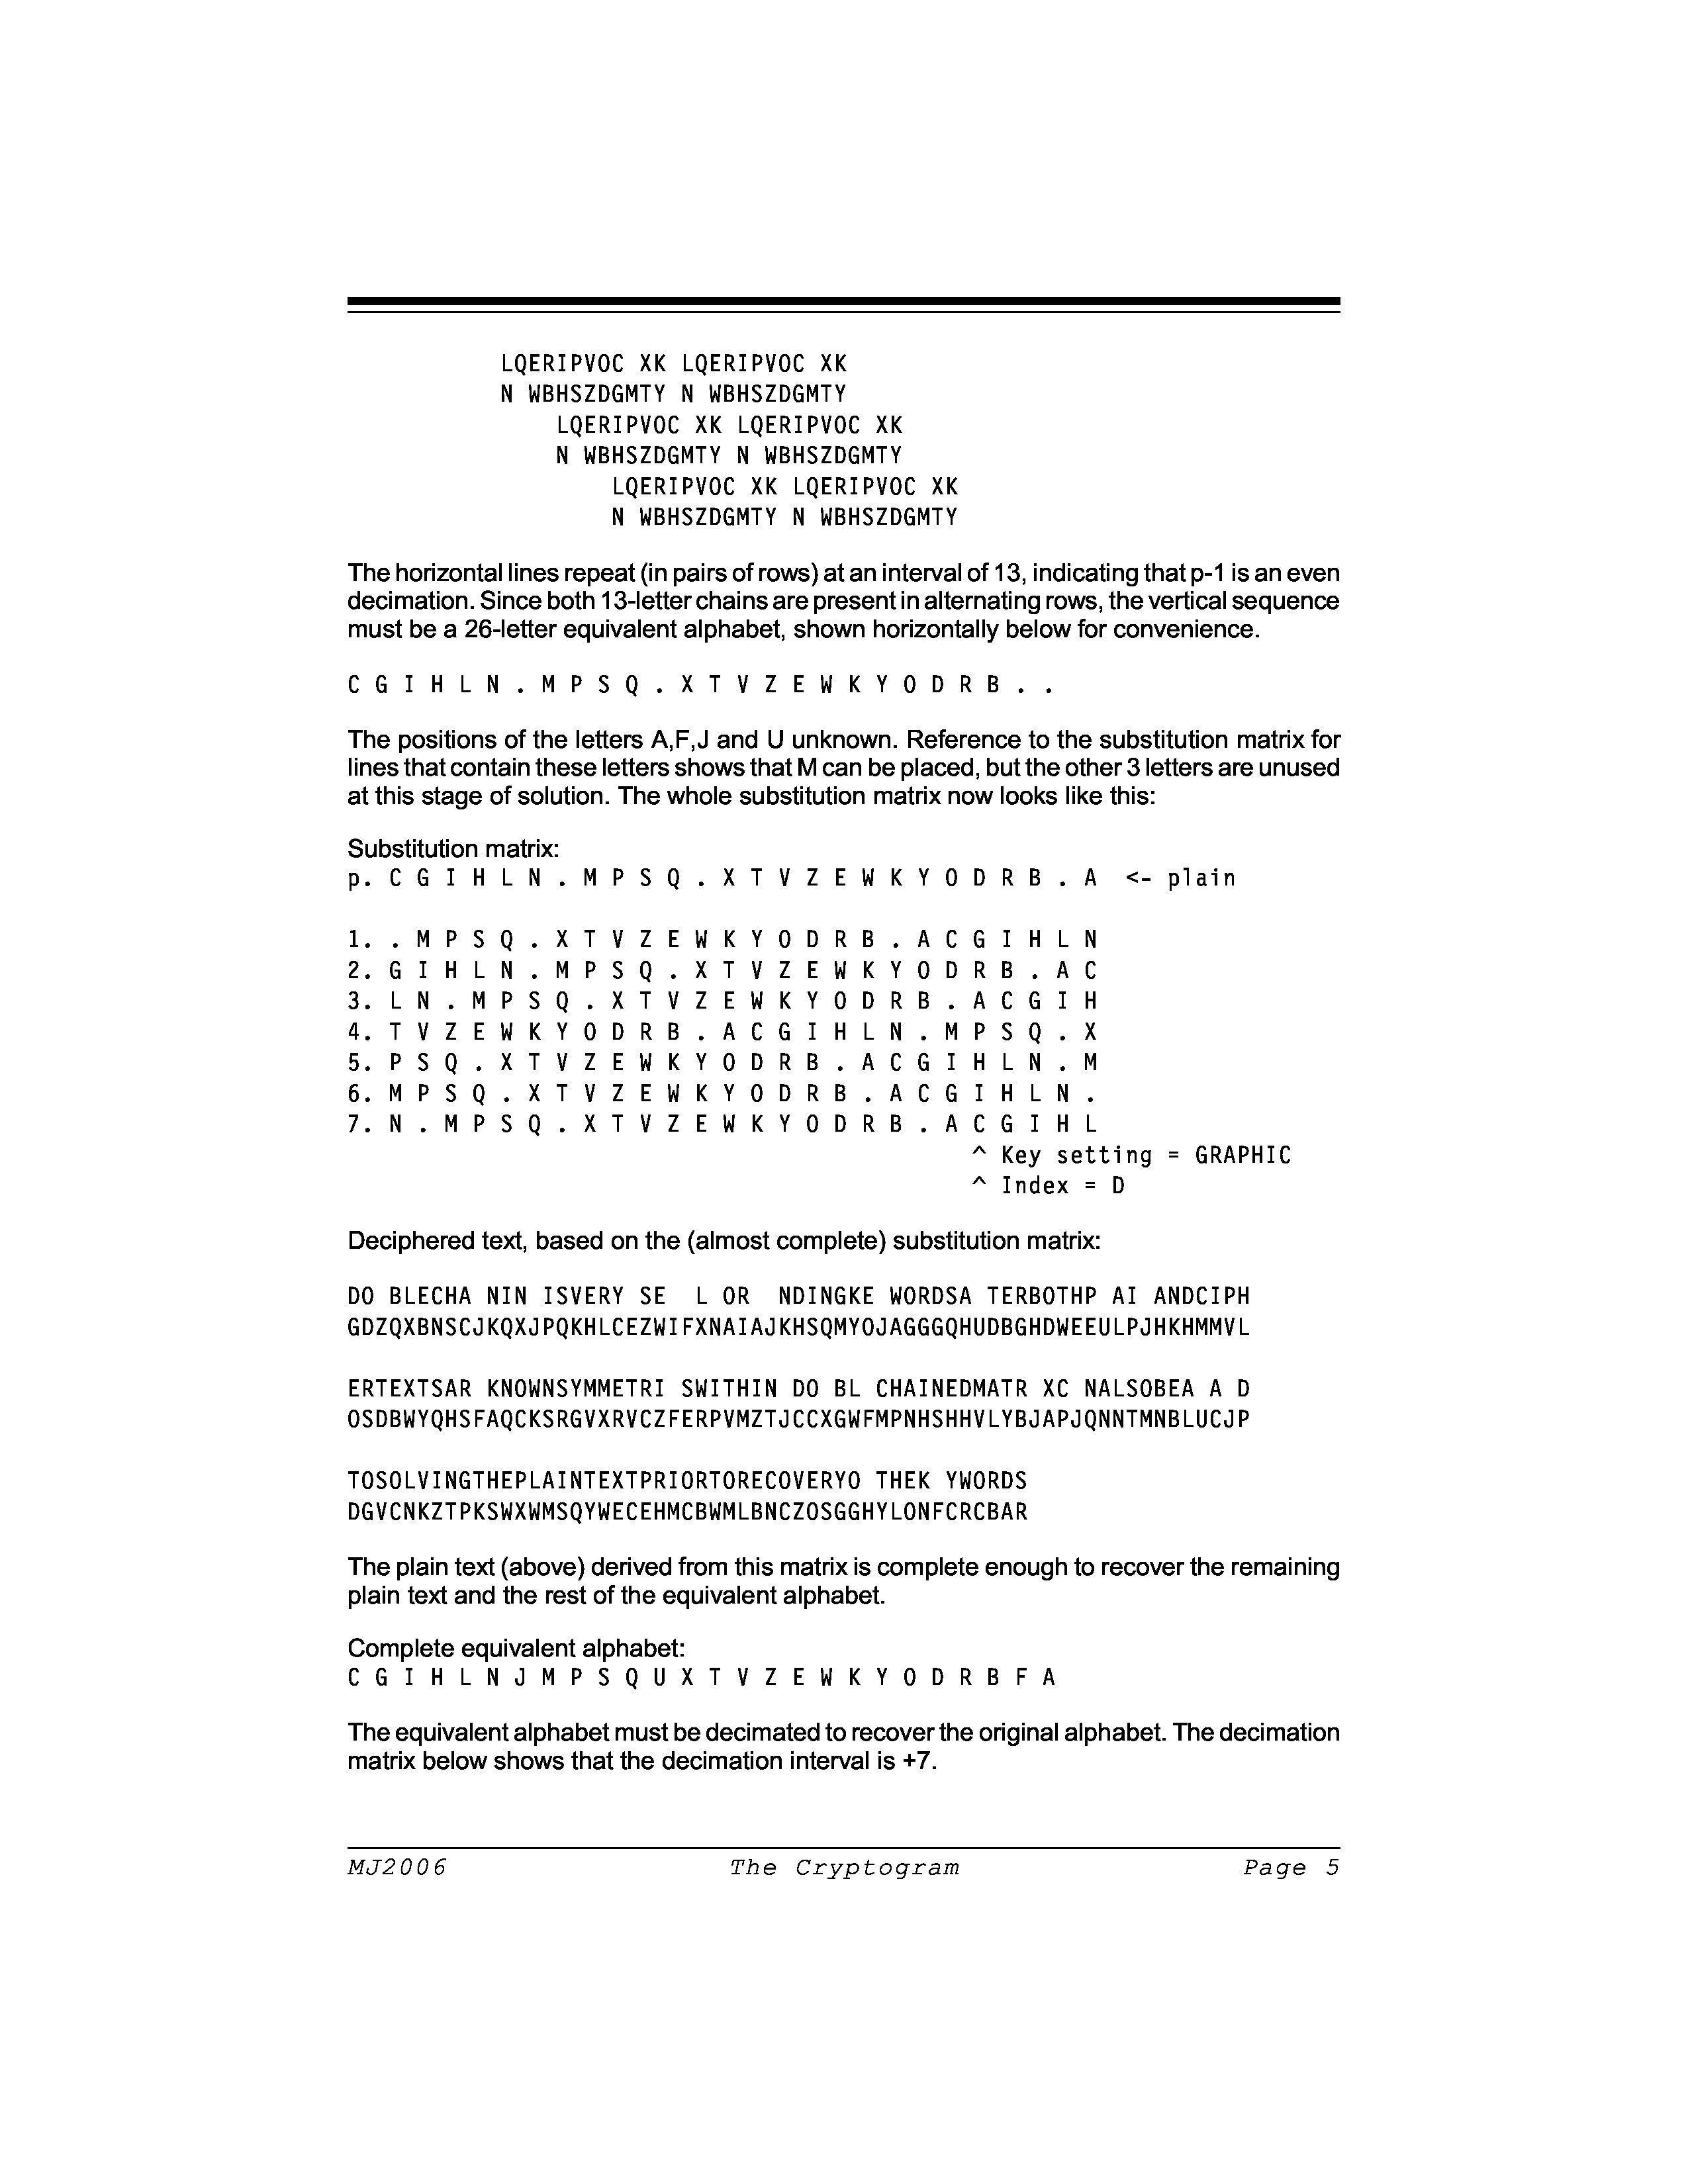 LQERIPVOC XK LQERIPVOC XK
N WBHSZDGMTY N WBHSZDGMTY
LQERIPVOC XK LQERIPVOC XK
N WBHSZDGMTY N WBHSZDGMTY
LQERIPVOC XK LQERIPVOC XK
N WBHSZDGMTY N WBHSZDGMTY
The horizontal lines repeat (in pairs of rows) at an interval of 13, indicating that p-1 is an even
decimation. Since both 13-letter chains are present in alternating rows, the vertical sequence
must be a 26-letter equivalent alphabet, shown horizontally below for convenience.
C G I H L N . M P S Q . X T V Z E W K Y O D R B . .
The positions of the letters A,F,J and U unknown. Reference to the substitution matrix for
lines that contain these letters shows that M can be placed, but the other 3 letters are unused
at this stage of solution. The whole substitution matrix now looks like this:
Substitution matrix:
p. C G I H L N . M P S Q . X T V Z E W K Y O D R B . A <- plain
1. . M P S Q . X T V Z E W K Y O D R B . A C G I H L N
2. G I H L N . M P S Q . X T V Z E W K Y O D R B . A C
3. L N . M P S Q . X T V Z E W K Y O D R B . A C G I H
4. T V Z E W K Y O D R B . A C G I H L N . M P S Q . X
5. P S Q . X T V Z E W K Y O D R B . A C G I H L N . M
6. M P S Q . X T V Z E W K Y O D R B . A C G I H L N .
7. N . M P S Q . X T V Z E W K Y O D R B . A C G I H L
^ Key setting = GRAPHIC
^ Index = D
Deciphered text, based on the (almost complete) substitution matrix:
DO BLECHA NIN ISVERY SE  L OR  NDINGKE WORDSA TERBOTHP AI ANDCIPH
GDZQXBNSCJKQXJPQKHLCEZWIFXNAIAJKHSQMYOJAGGGQHUDBGHDWEEULPJHKHMMVL
ERTEXTSAR KNOWNSYMMETRI SWITHIN DO BL CHAINEDMATR XC NALSOBEA A D
OSDBWYQHSFAQCKSRGVXRVCZFERPVMZTJCCXGWFMPNHSHHVLYBJAPJQNNTMNBLUCJP
TOSOLVINGTHEPLAINTEXTPRIORTORECOVERYO THEK YWORDS
DGVCNKZTPKSWXWMSQYWECEHMCBWMLBNCZOSGGHYLONFCRCBAR
The plain text (above) derived from this matrix is complete enough to recover the remaining
plain text and the rest of the equivalent alphabet.
Complete equivalent alphabet:
C G I H L N J M P S Q U X T V Z E W K Y O D R B F A
The equivalent alphabet must be decimated to recover the original alphabet. The decimation
matrix below shows that the decimation interval is +7.
MJ2006 The Cryptogram Page 5